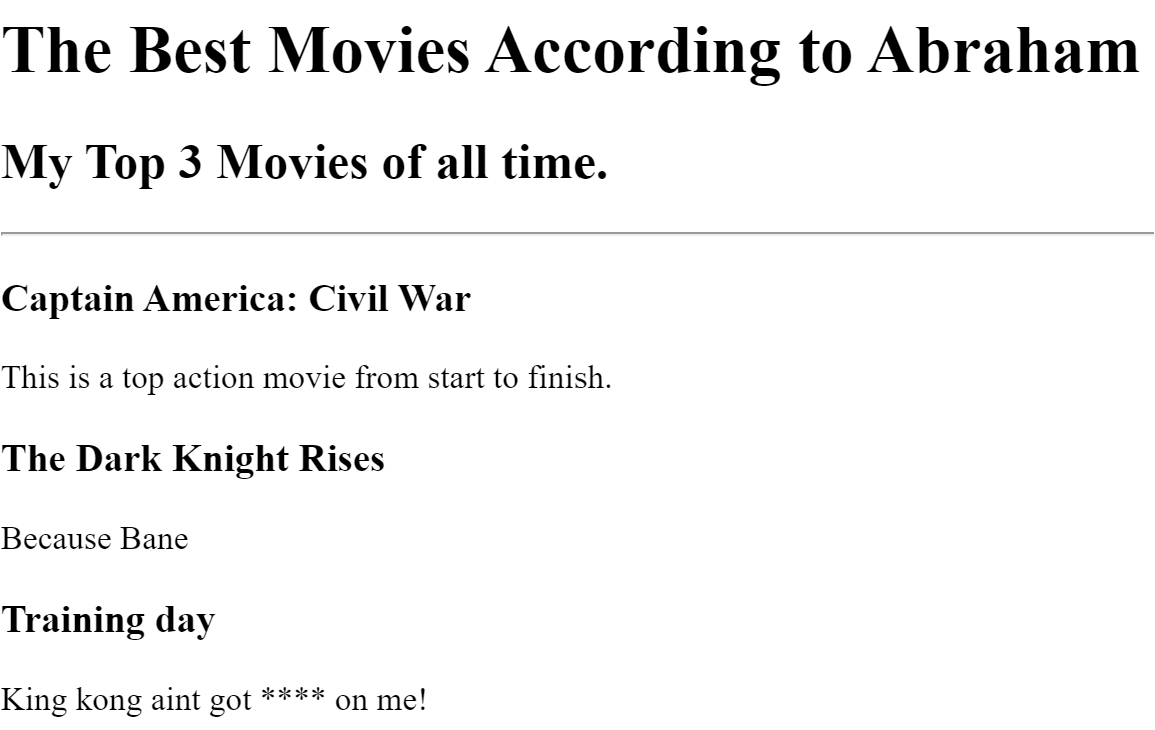 The Best Movies According to Abraham
My Top 3 Movies of all time.
Captain America: Civil War
This is a top action movie from start to finish.
The Dark Knight Rises
Because Bane
Training day
King kong aint got **** on me!